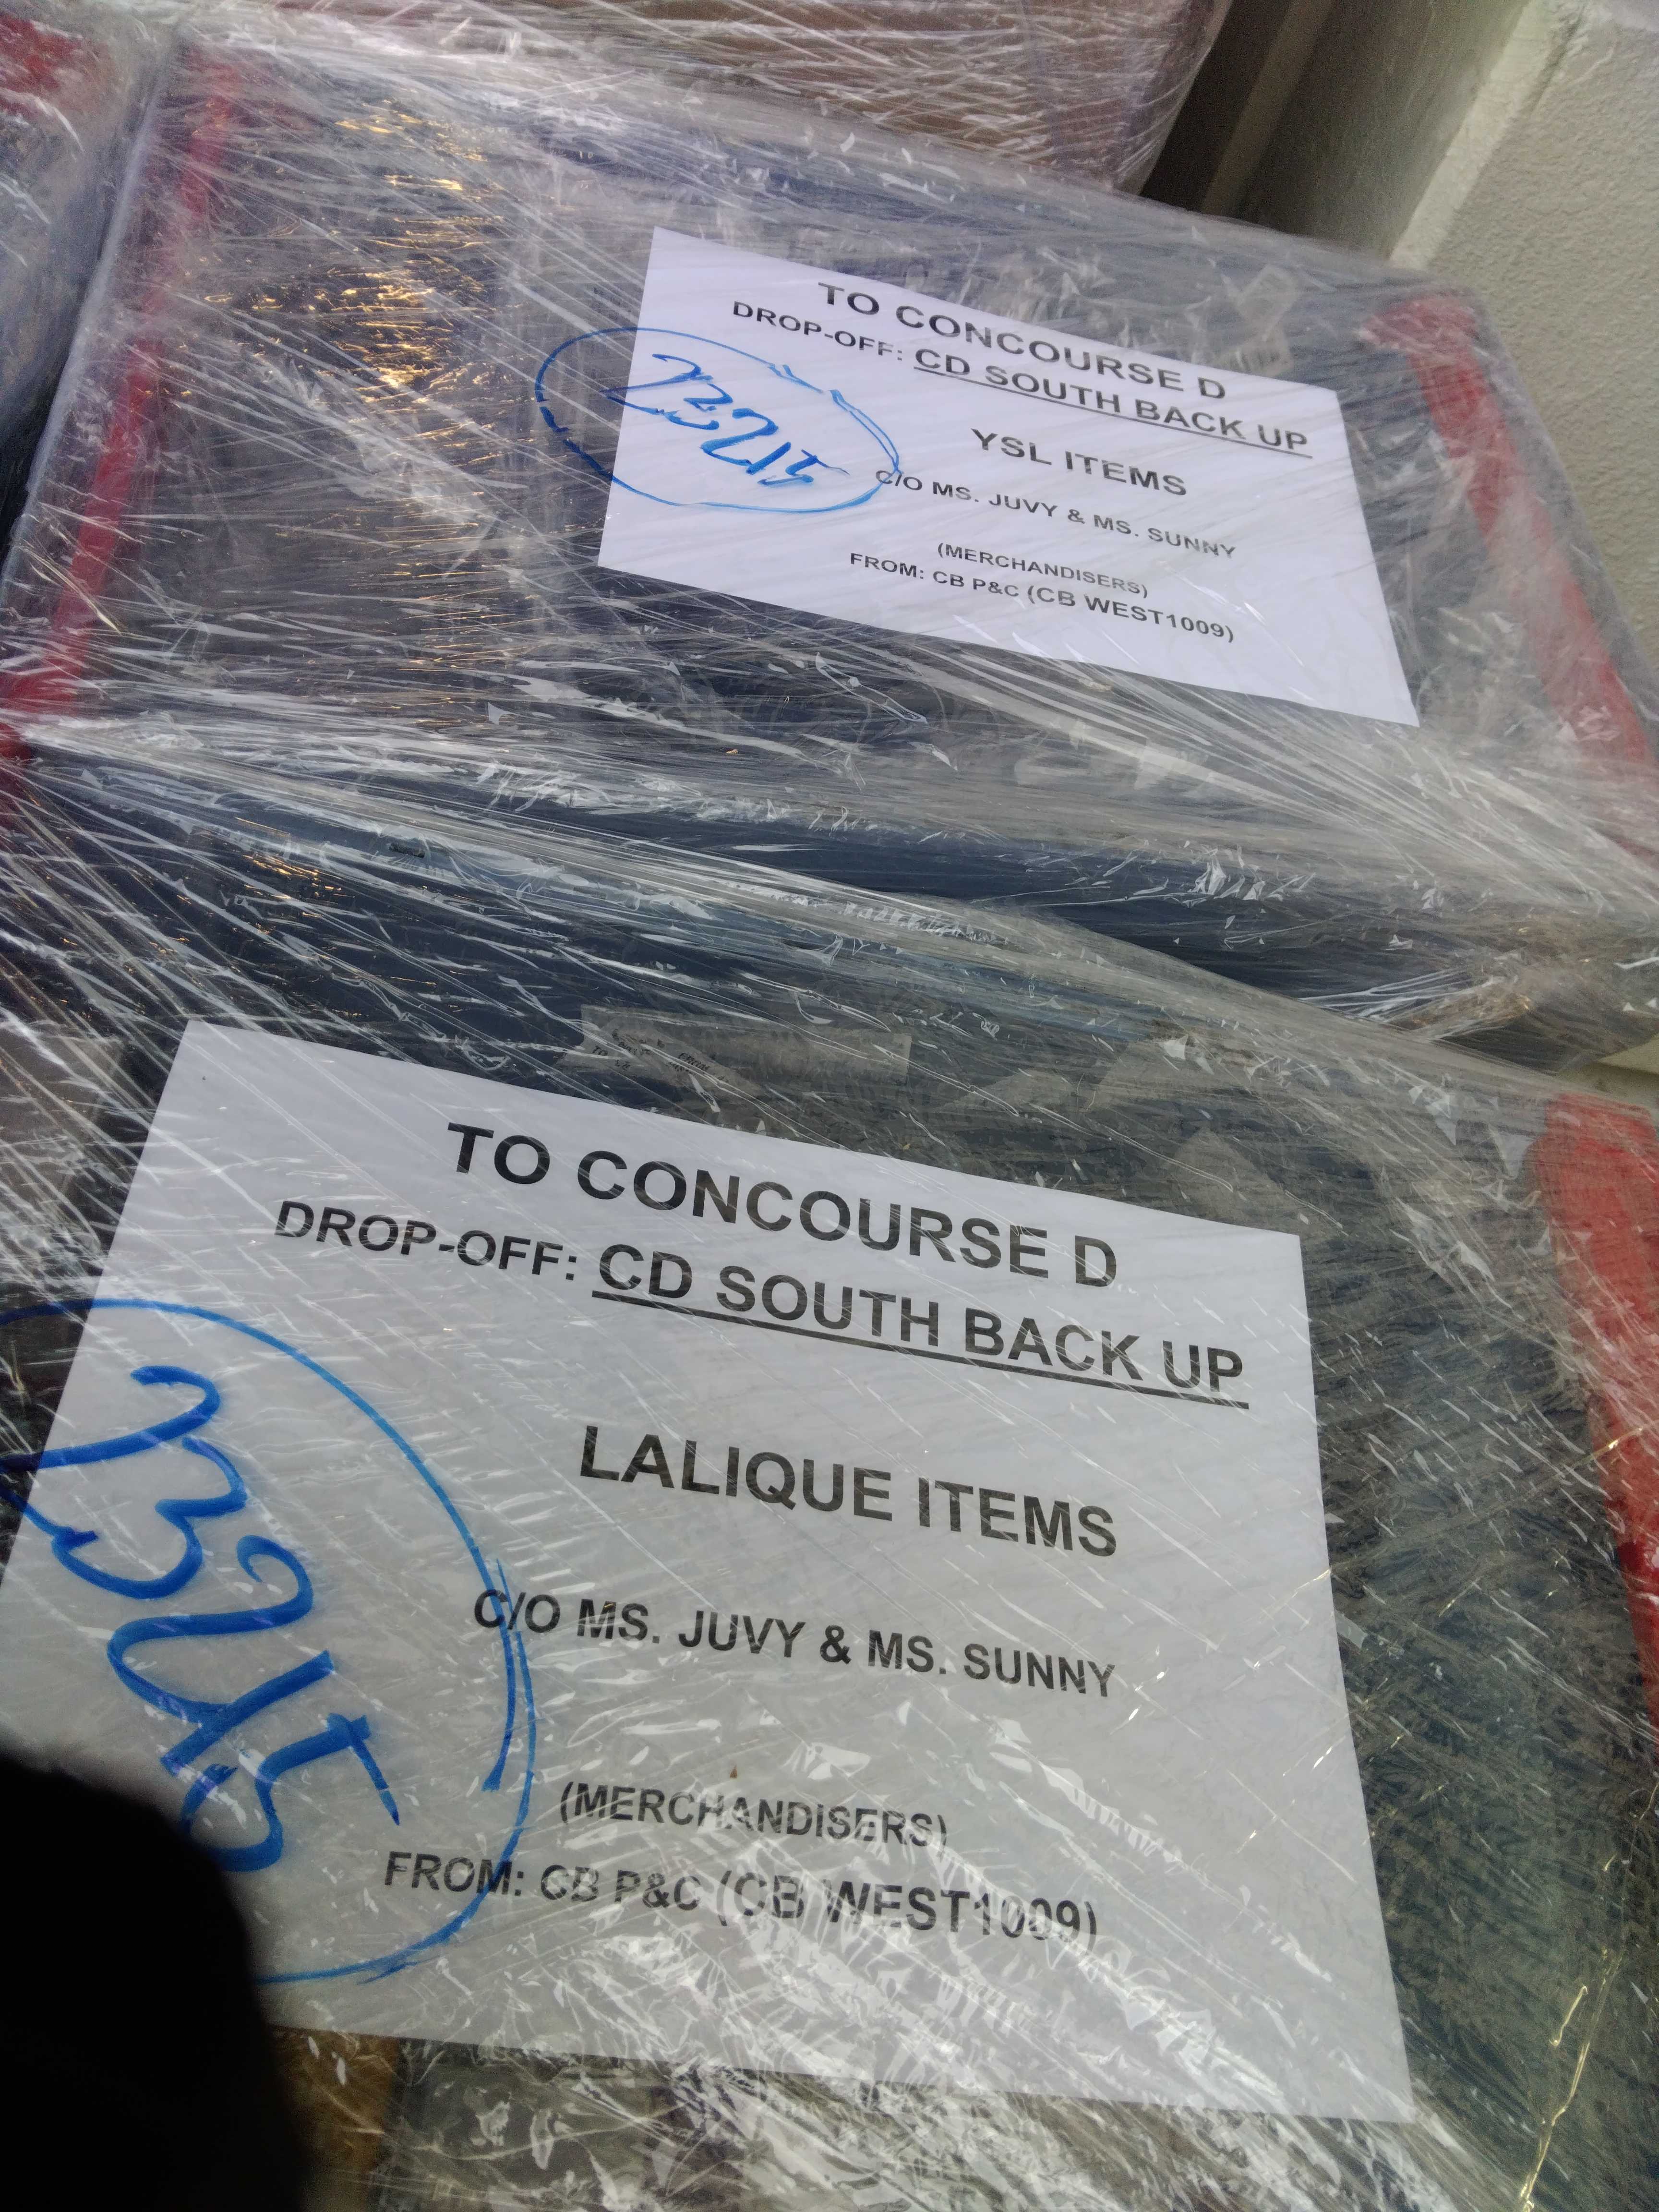 TO CONCOURSE D
DROP-OFF: CD SOUTH BACK UP
YSL ITEMS
C/O MS. JUVY & MS. SUNNY
(MERCHANDISERS)
FROM: CB P&C (CB WEST1009)
TO CONCOURSE D
DROP-OFF: CD SOUTH BACK UP
LALIQUE ITEMS
C/O MS. JUVY & MS. SUNNY
(MERCHANDISERS)
FROM: CB P&C (CB WEST1009)